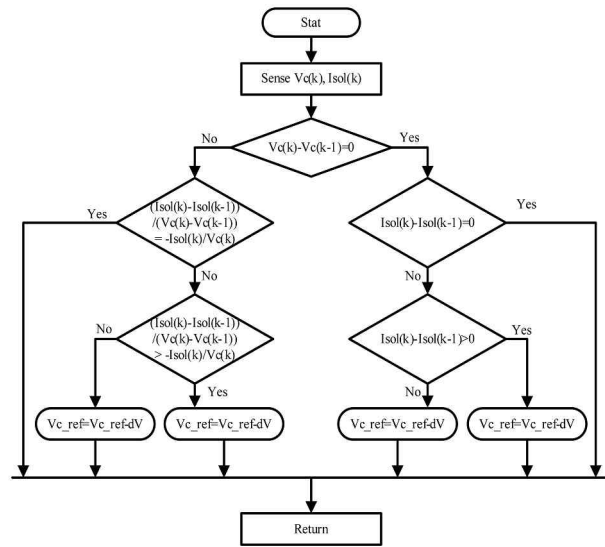 Stat
Sense Vc(k), Isol(k)
No
Vc(k)-Vc(k-1)=0
Yes
Yes
(Isol(k)-Isol(k-1))
/(Vc(k)-Vc(k-1))
= -Isol(k)/Vc(k)
Isol(k)-Isol(k-1)=0
Yes
No
No
No
(Isol(k)-Isol(k-1))
/(Vc(k)-Vc(k-1))
> -Isol(k)/Vc(k)
Isol(k)-Isol(k-1)>0
Yes
Yes
No
Vc_ref=Vc_ref-dV
Vc_ref=Vc_ref-dV
Vc_ref=Vc_ref-dV
Vc_ref=Vc_ref-dV
Return